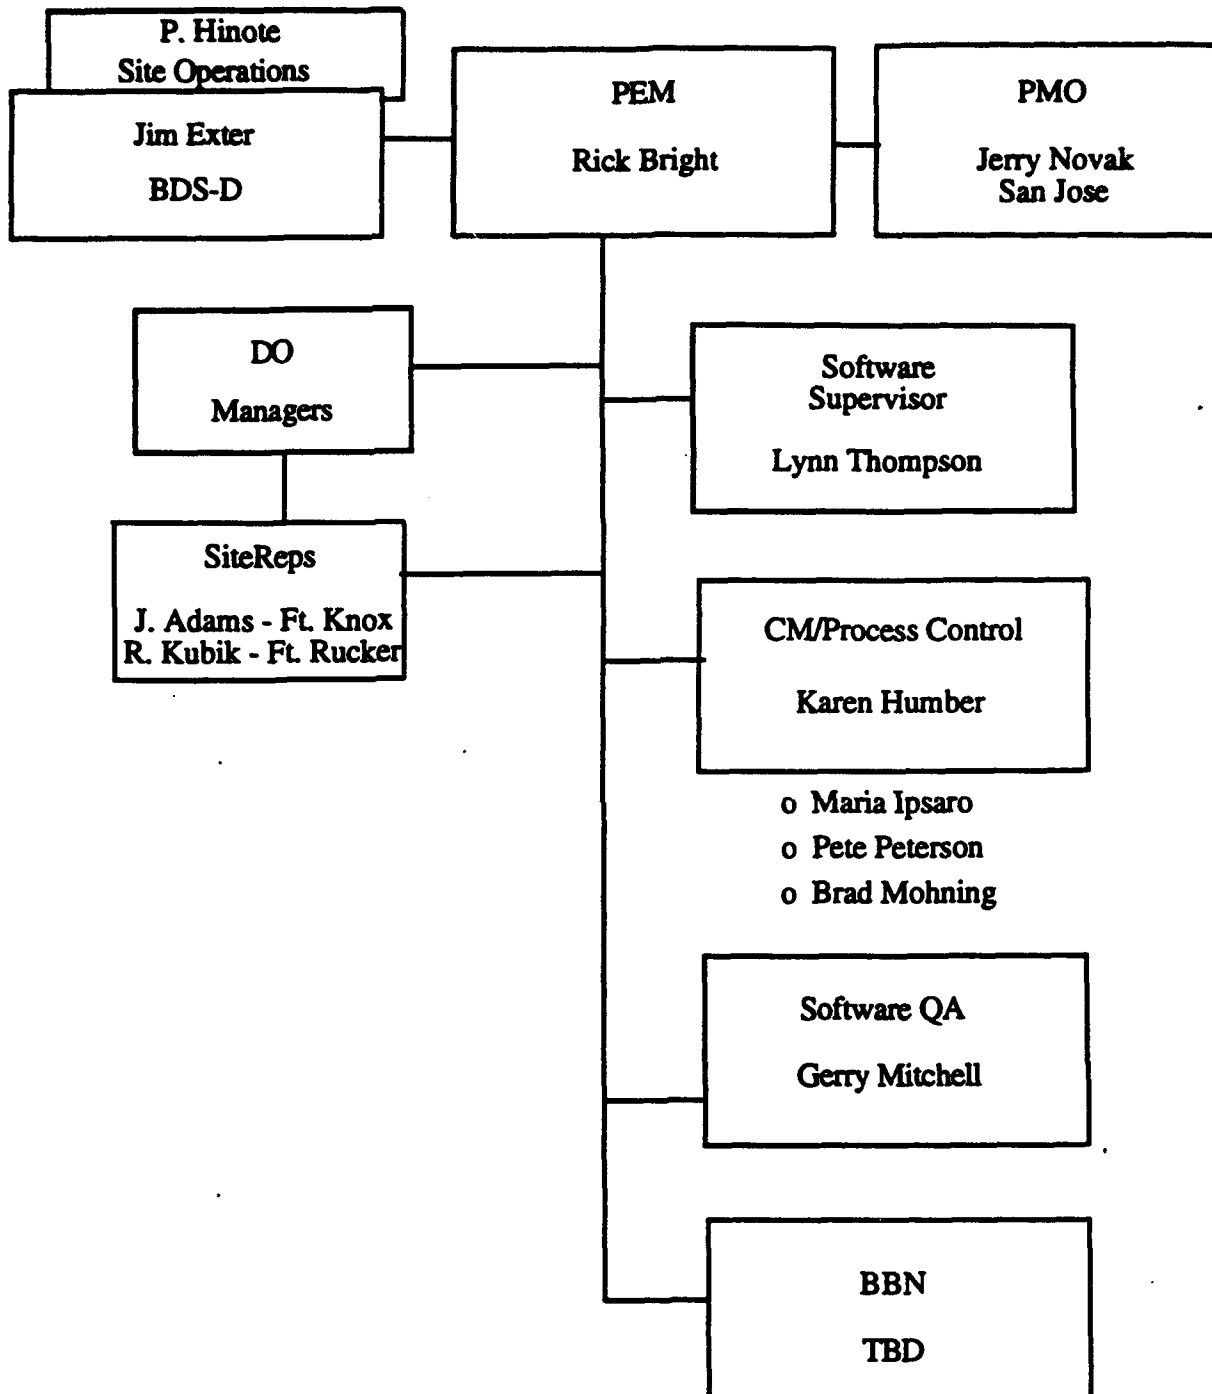 P. Hinote
Site Operations
Jim Exter
BDS-D
PEM
Rick Bright
PMO
Jerry Novak
San Jose
DO
Managers
Software
Supervisor
Lynn Thompson
SiteReps
J. Adams - Ft. Knox
R. Kubik - Ft. Rucker
CM/Process Control
Karen Humber
o Maria Ipsaro
o Pete Peterson
o Brad Mohning
Software QA
Gerry Mitchell
BBN
TBD